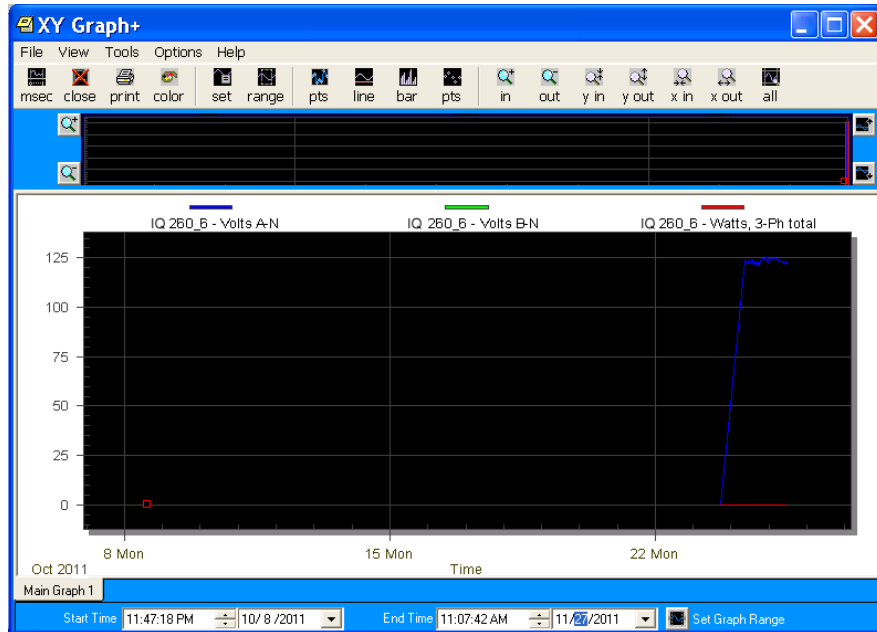 XY Graph+
File View Tools Options Help
msec close print color set range pts line bar pts in out y in y out x in x out all
IQ 260_6 - Volts A-N IQ 260_6 - Volts B-N IQ 260_6 - Watts, 3-Ph total
125
100
75
50
25
0
8 Mon 15 Mon 22 Mon
Oct 2011 Time
Main Graph 1
Start Time 11:47:18 PM 10/ 8 /2011 End Time 11:07:42 AM 11/27/2011 Set Graph Range